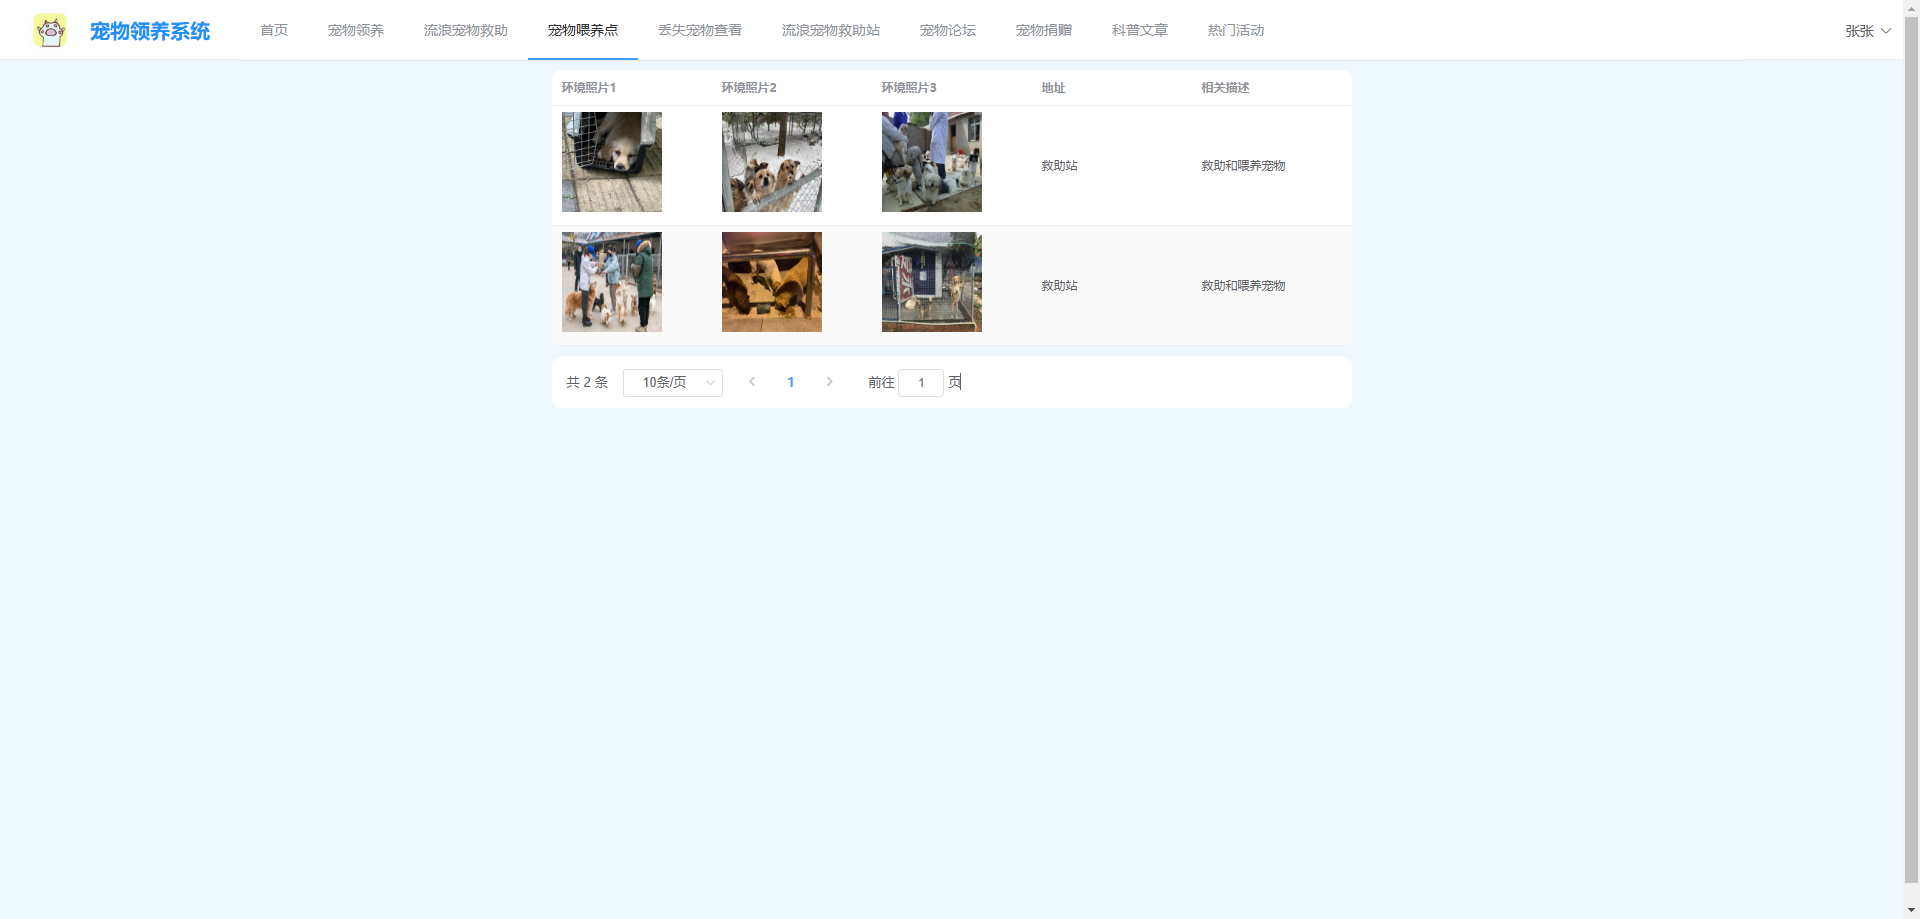 宠物领养系统 首页 宠物领养 流浪宠物救助 宠物喂养点 丢失宠物查看 流浪宠物救助站 宠物论坛 宠物捐赠 科普文章 热门活动 张张
环境照片1 环境照片2 环境照片3 地址 相关描述
救助站 救助和喂养宠物
救助站 救助和喂养宠物
共 2 条 10条/页 1 前往 1 页